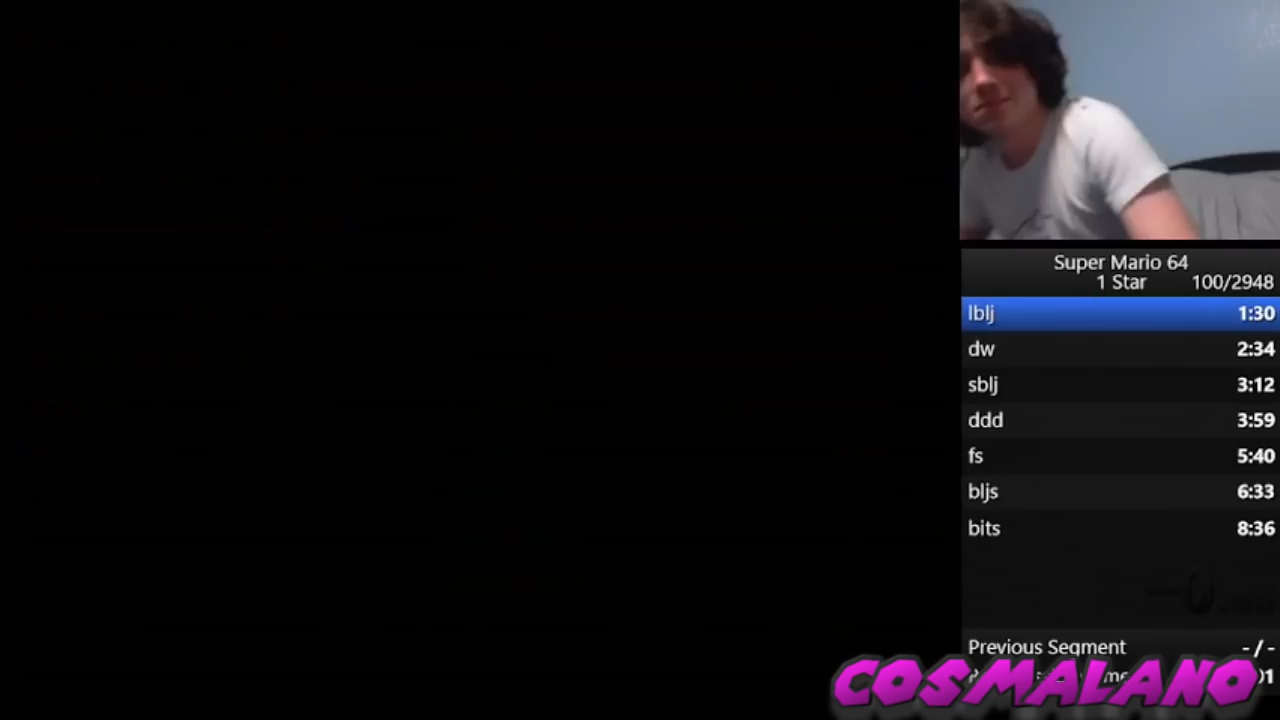 Super Mario 64
1 Star 100/2948
lblj 1:30
dw 2:34
sblj 3:12
ddd 3:59
fs 5:40
bljs 6:33
bits 8:36
Previous Segment - / -
COSMALANO